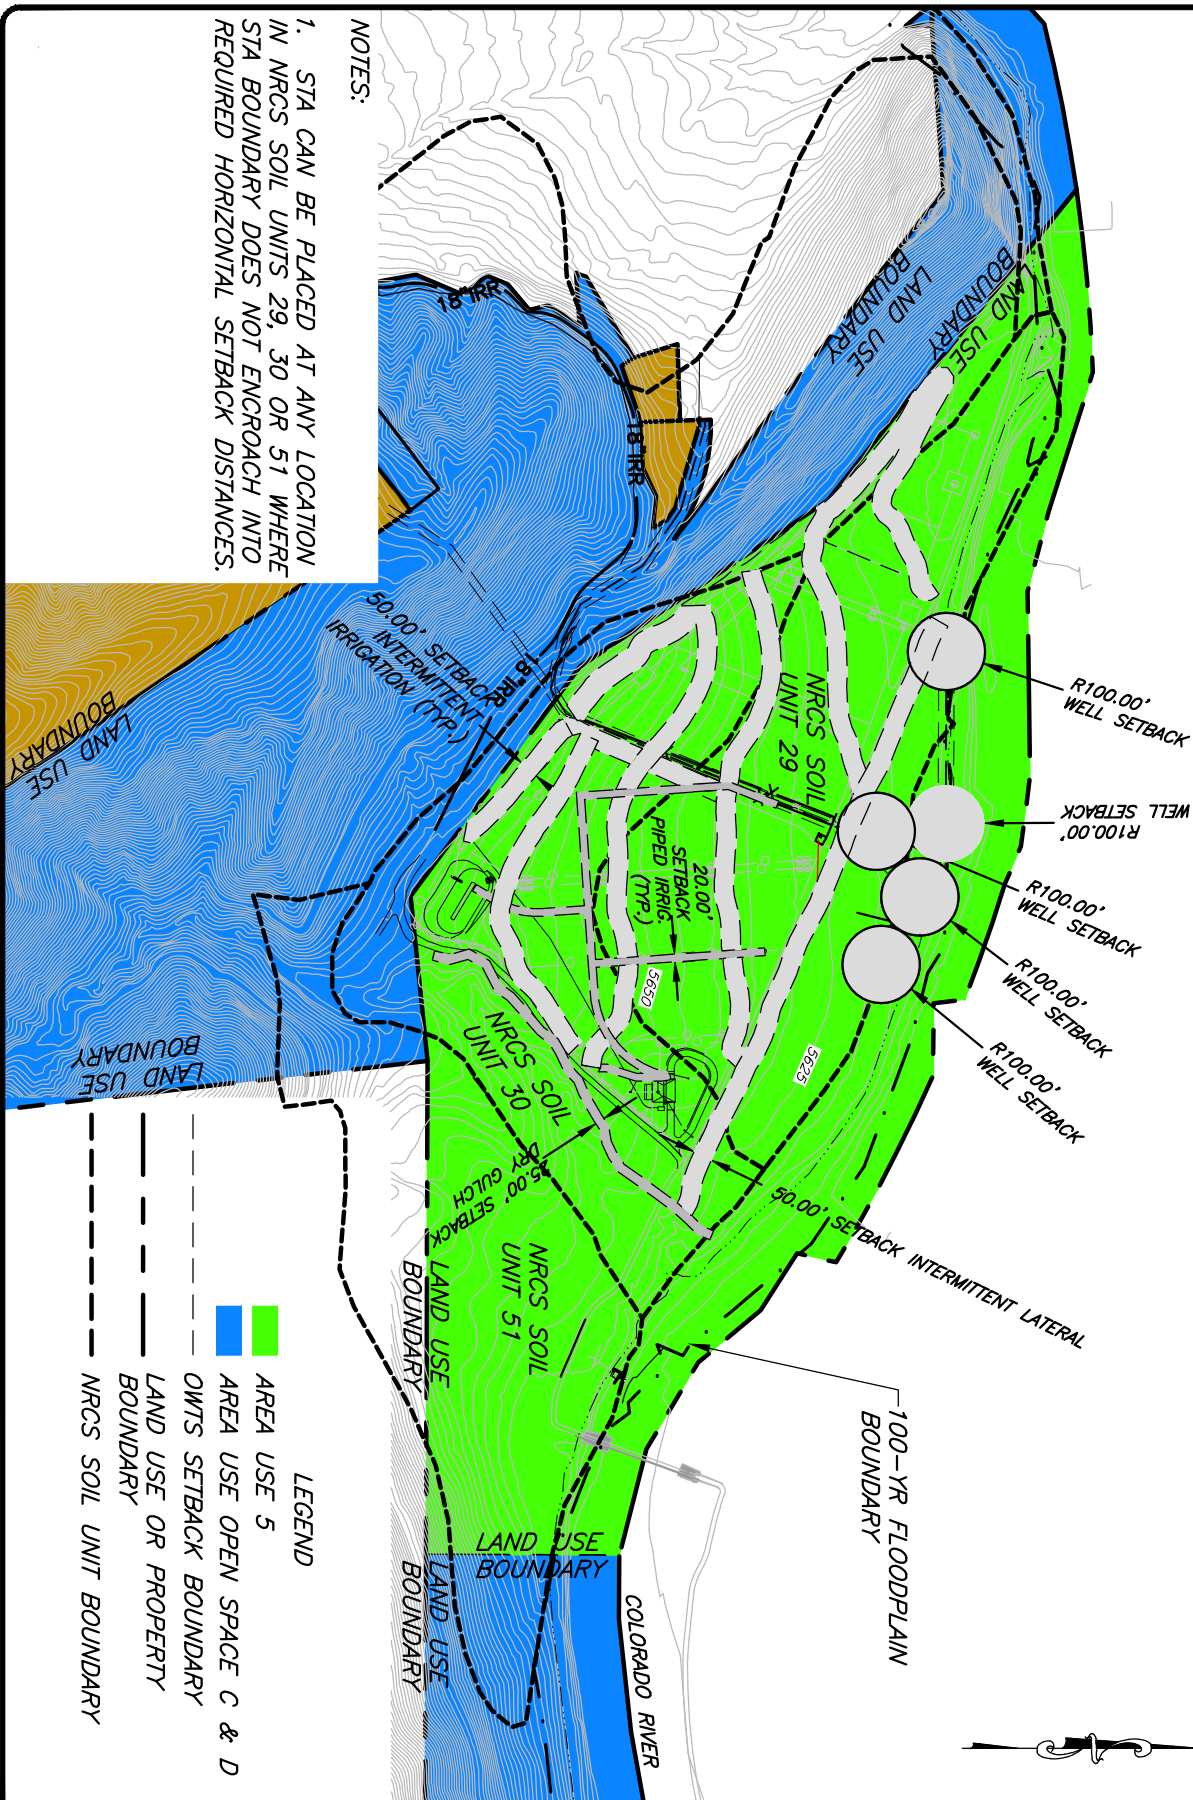 NOTES:
1. STA CAN BE PLACED AT ANY LOCATION
IN NRCS SOIL UNITS 29, 30 OR 51 WHERE
STA BOUNDARY DOES NOT ENCROACH INTO
REQUIRED HORIZONTAL SETBACK DISTANCES.
18"IRR
18"IRR
18"IRR
LAND USE
BOUNDARY
LAND USE
BOUNDARY
50.00' SETBACK
INTERMITTENT
IRRIGATION (TYP.)
LAND USE
BOUNDARY
LAND USE
BOUNDARY
NRCS SOIL
UNIT 29
20.00'
SETBACK
PIPED IRRIG.
(TYP.)
X
5650
5625
R100.00'
WELL SETBACK
R100.00'
WELL SETBACK
R100.00'
WELL SETBACK
R100.00'
WELL SETBACK
R100.00'
WELL SETBACK
NRCS SOIL
UNIT 30
25.00' SETBACK
DRY GULCH
50.00' SETBACK INTERMITTENT LATERAL
NRCS SOIL
UNIT 51
LAND USE
BOUNDARY
100-YR FLOODPLAIN
BOUNDARY
LAND USE
BOUNDARY
LAND USE
BOUNDARY
COLORADO RIVER
LEGEND
AREA USE 5
AREA USE OPEN SPACE C & D
OWTS SETBACK BOUNDARY
LAND USE OR PROPERTY
BOUNDARY
NRCS SOIL UNIT BOUNDARY